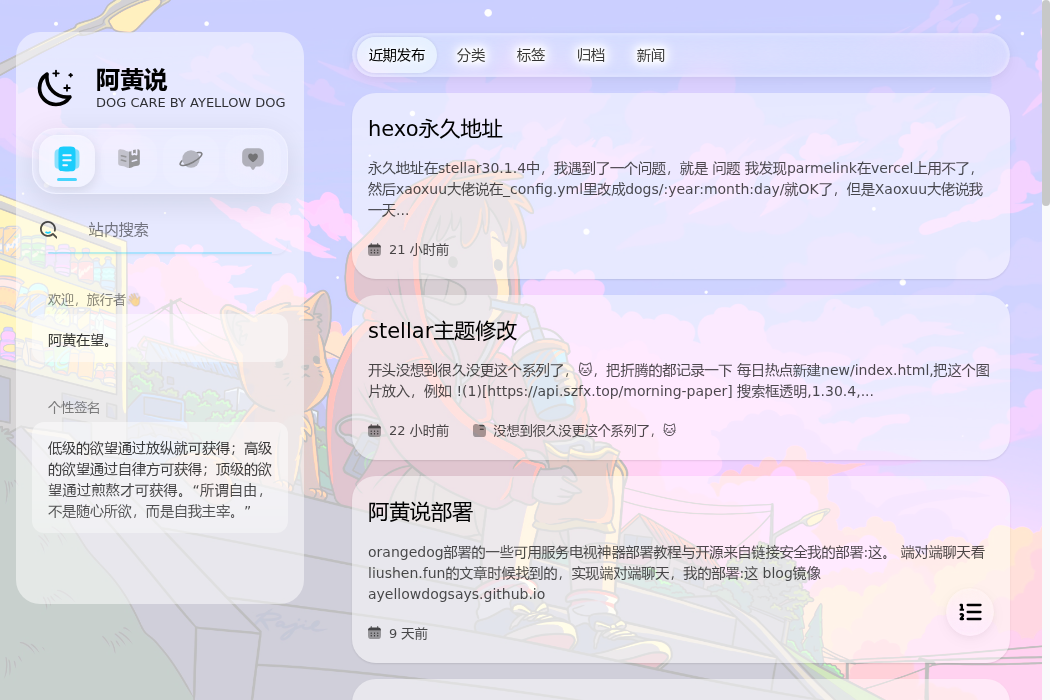 阿黄说
DOG CARE BY AYELLOW DOG
站内搜索
欢迎，旅行者👋
阿黄在望。
个性签名
低级的欲望通过放纵就可获得；高级
的欲望通过自律方可获得；顶级的欲
望通过煎熬才可获得。“所谓自由，
不是随心所欲，而是自我主宰。”
近期发布 分类 标签 归档 新闻
hexo永久地址
永久地址在stellar30.1.4中，我遇到了一个问题，就是 问题 我发现parmelink在vercel上用不了，
然后xaoxuu大佬说在_config.yml里改成dogs/:year:month:day/就OK了，但是Xaoxuu大佬说我
一天...
21 小时前
stellar主题修改
开头没想到很久没更这个系列了，🐱，把折腾的都记录一下 每日热点新建new/index.html,把这个图
片放入，例如 !(1)[https://api.szfx.top/morning-paper] 搜索框透明,1.30.4,...
22 小时前 没想到很久没更这个系列了，🐱
阿黄说部署
orangedog部署的一些可用服务电视神器部署教程与开源来自链接安全我的部署:这。 端对端聊天看
liushen.fun的文章时候找到的，实现端对端聊天，我的部署:这 blog镜像
ayellowdogsays.github.io
9 天前